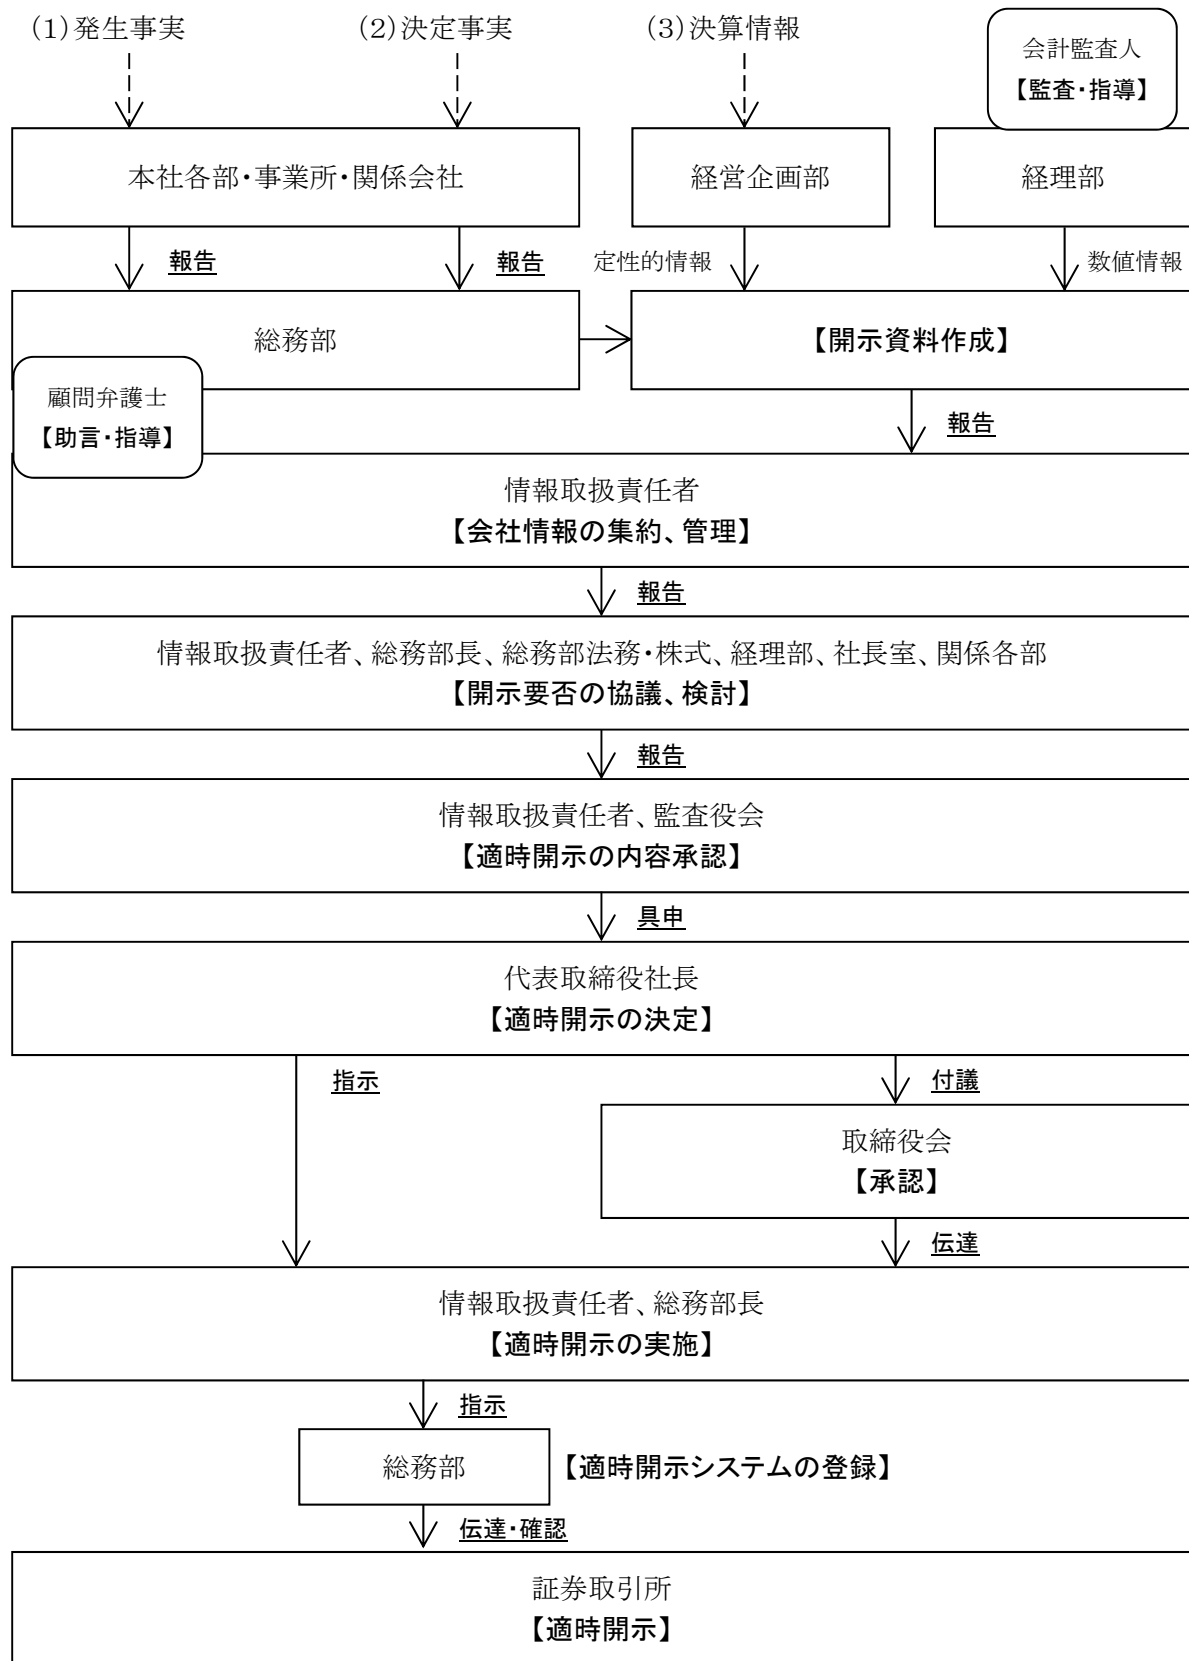 (1)発生事実
(2)決定事実
(3)決算情報
会計監査人
【監査・指導】
本社各部・事業所・関係会社
経営企画部
経理部
報告
報告
定性的情報
数値情報
総務部
【開示資料作成】
顧問弁護士
【助言・指導】
報告
情報取扱責任者
【会社情報の集約、管理】
報告
情報取扱責任者、総務部長、総務部法務・株式、経理部、社長室、関係各部
【開示要否の協議、検討】
報告
情報取扱責任者、監査役会
【適時開示の内容承認】
具申
代表取締役社長
【適時開示の決定】
指示
付議
取締役会
【承認】
伝達
情報取扱責任者、総務部長
【適時開示の実施】
指示
総務部
【適時開示システムの登録】
伝達・確認
証券取引所
【適時開示】